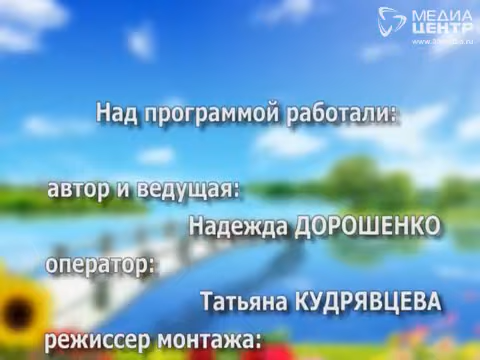 МЕДИА
ЦЕНТР
Над программой работали:
автор и ведущая:
Надежда ДОРОШЕНКО
оператор:
Татьяна КУДРЯВЦЕВА
режиссер монтажа: